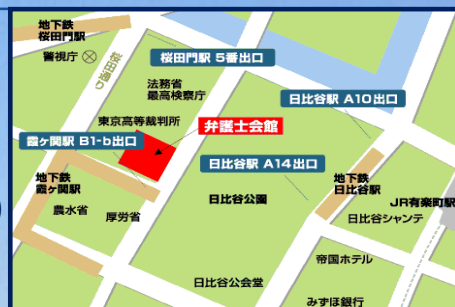 地下鉄
桜田門駅
警視庁
桜田通り
桜田門駅 5番出口
法務省
最高検察庁
日比谷駅 A10出口
東京高等裁判所
弁護士会館
霞ヶ関駅 B1-b出口
日比谷駅 A14出口
地下鉄
霞ヶ関駅
地下鉄
日比谷駅
農水省
厚労省
日比谷公園
JR有楽町駅
日比谷シャンテ
帝国ホテル
日比谷公会堂
みずほ銀行